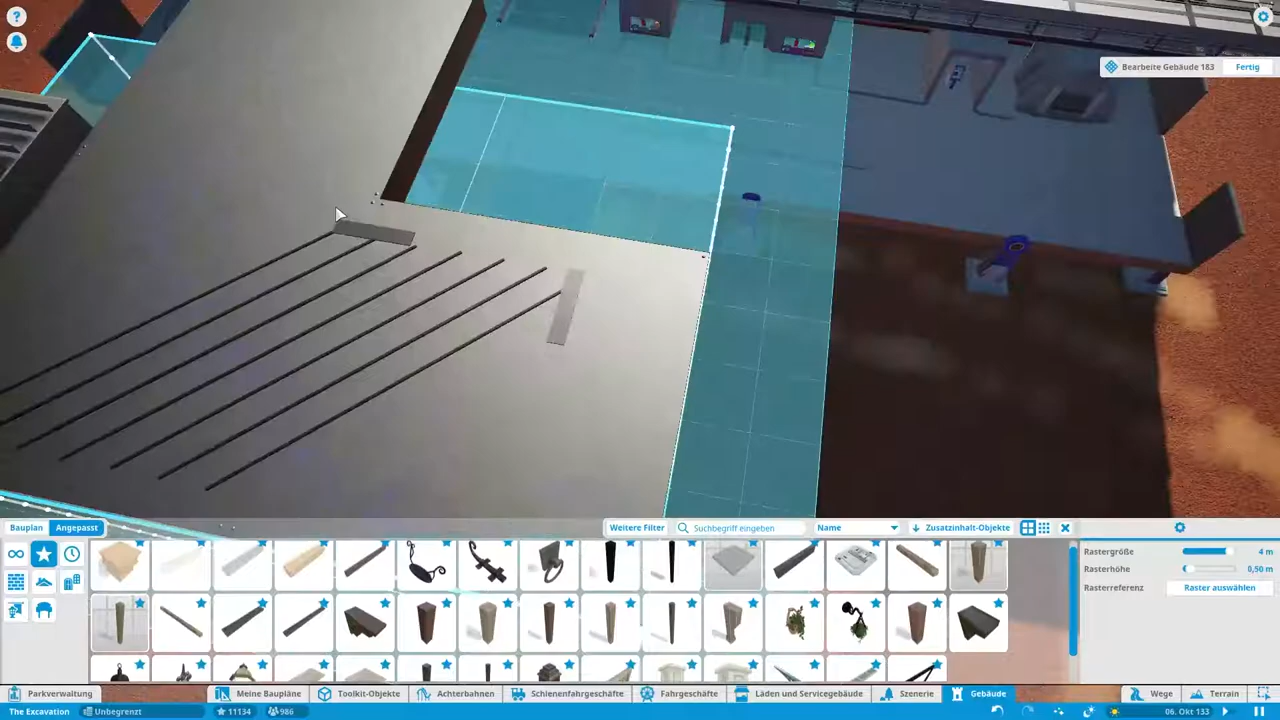 Bearbeite Gebäude 183
Fertig
Bauplan
Angepasst
Weitere Filter
Suchbegriff eingeben
Name
Zusatzinhalt-Objekte
Rastergröße
4 m
Rasterhöhe
0,50 m
Rasterreferenz
Raster auswählen
Parkverwaltung
Meine Baupläne
Toolkit-Objekte
Achterbahnen
Schienenfahrgeschäfte
Fahrgeschäfte
Läden und Servicegebäude
Szenerie
Gebäude
Wege
Terrain
The Excavation
Unbegrenzt
11134
986
06. Okt 133